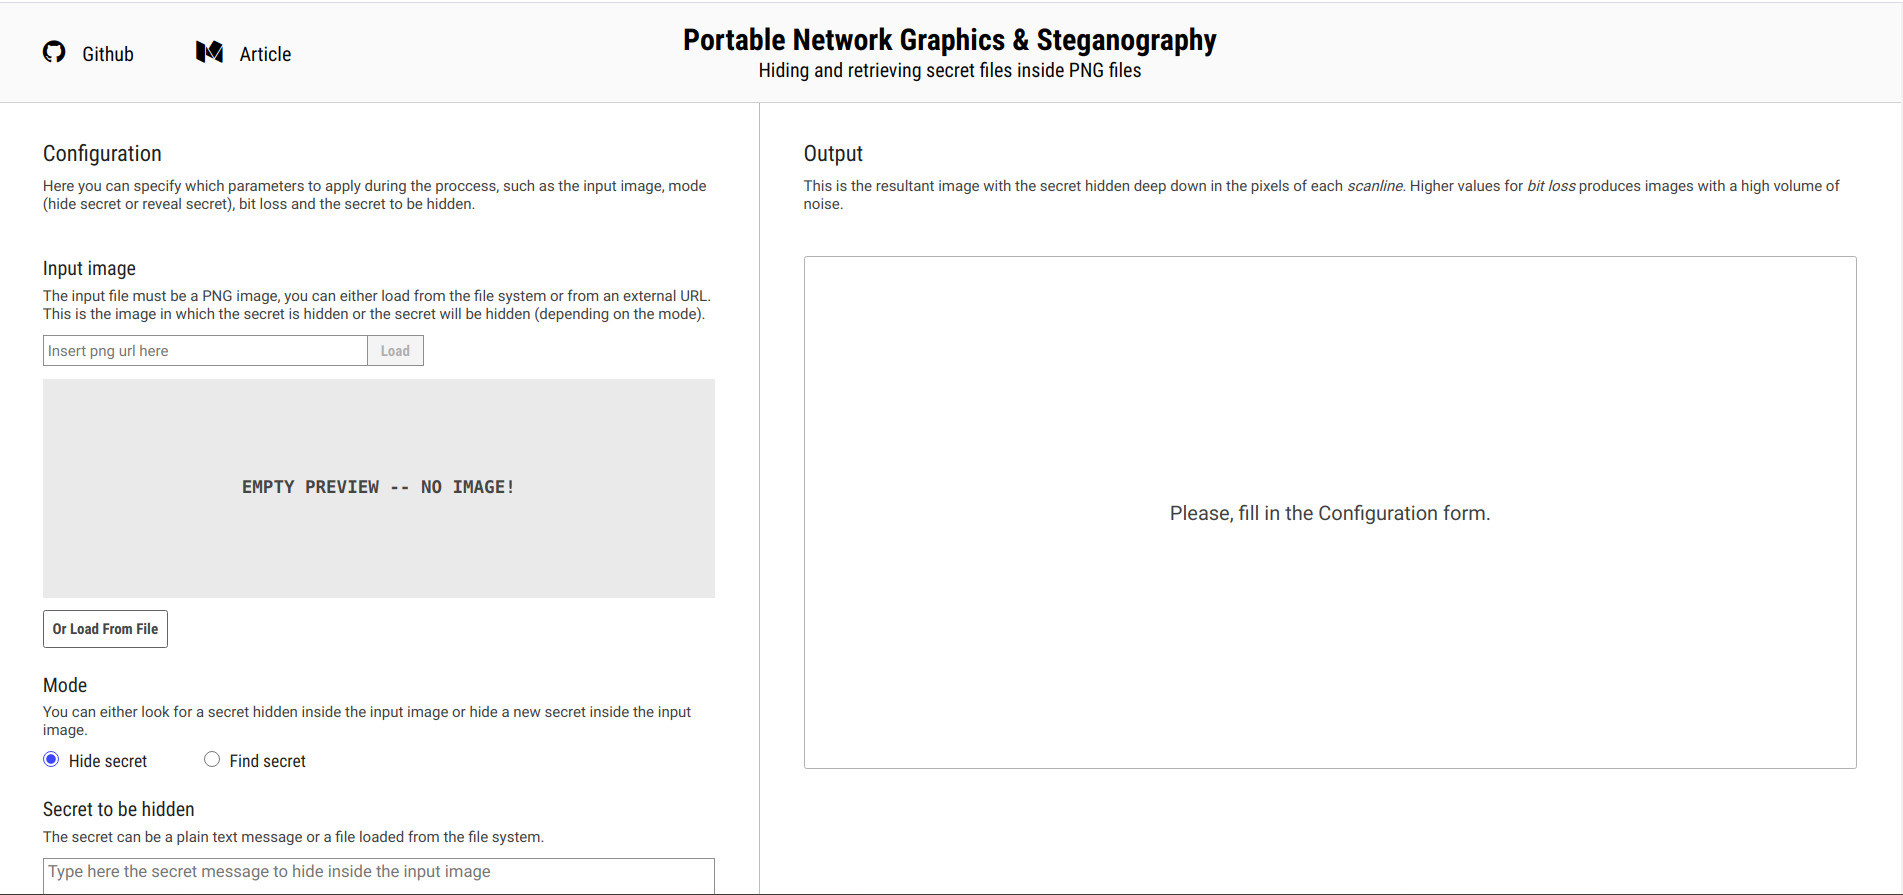 Github
Article
Portable Network Graphics & Steganography
Hiding and retrieving secret files inside PNG files
Configuration
Here you can specify which parameters to apply during the proccess, such as the input image, mode
(hide secret or reveal secret), bit loss and the secret to be hidden.
Input image
The input file must be a PNG image, you can either load from the file system or from an external URL.
This is the image in which the secret is hidden or the secret will be hidden (depending on the mode).
Insert png url here
Load
EMPTY PREVIEW -- NO IMAGE!
Or Load From File
Mode
You can either look for a secret hidden inside the input image or hide a new secret inside the input
image.
Hide secret
Find secret
Secret to be hidden
The secret can be a plain text message or a file loaded from the file system.
Type here the secret message to hide inside the input image
Output
This is the resultant image with the secret hidden deep down in the pixels of each scanline. Higher values for bit loss produces images with a high volume of
noise.
Please, fill in the Configuration form.